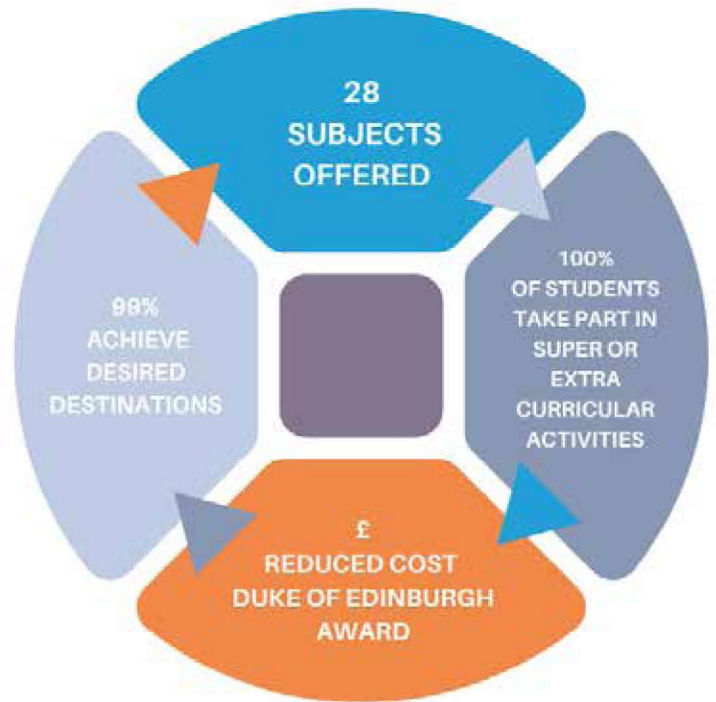 28
SUBJECTS
OFFERED
100%
OF STUDENTS
TAKE PART IN
SUPER OR
EXTRA
CURRICULAR
ACTIVITIES
£
REDUCED COST
DUKE OF EDINBURGH
AWARD
99%
ACHIEVE
DESIRED
DESTINATIONS